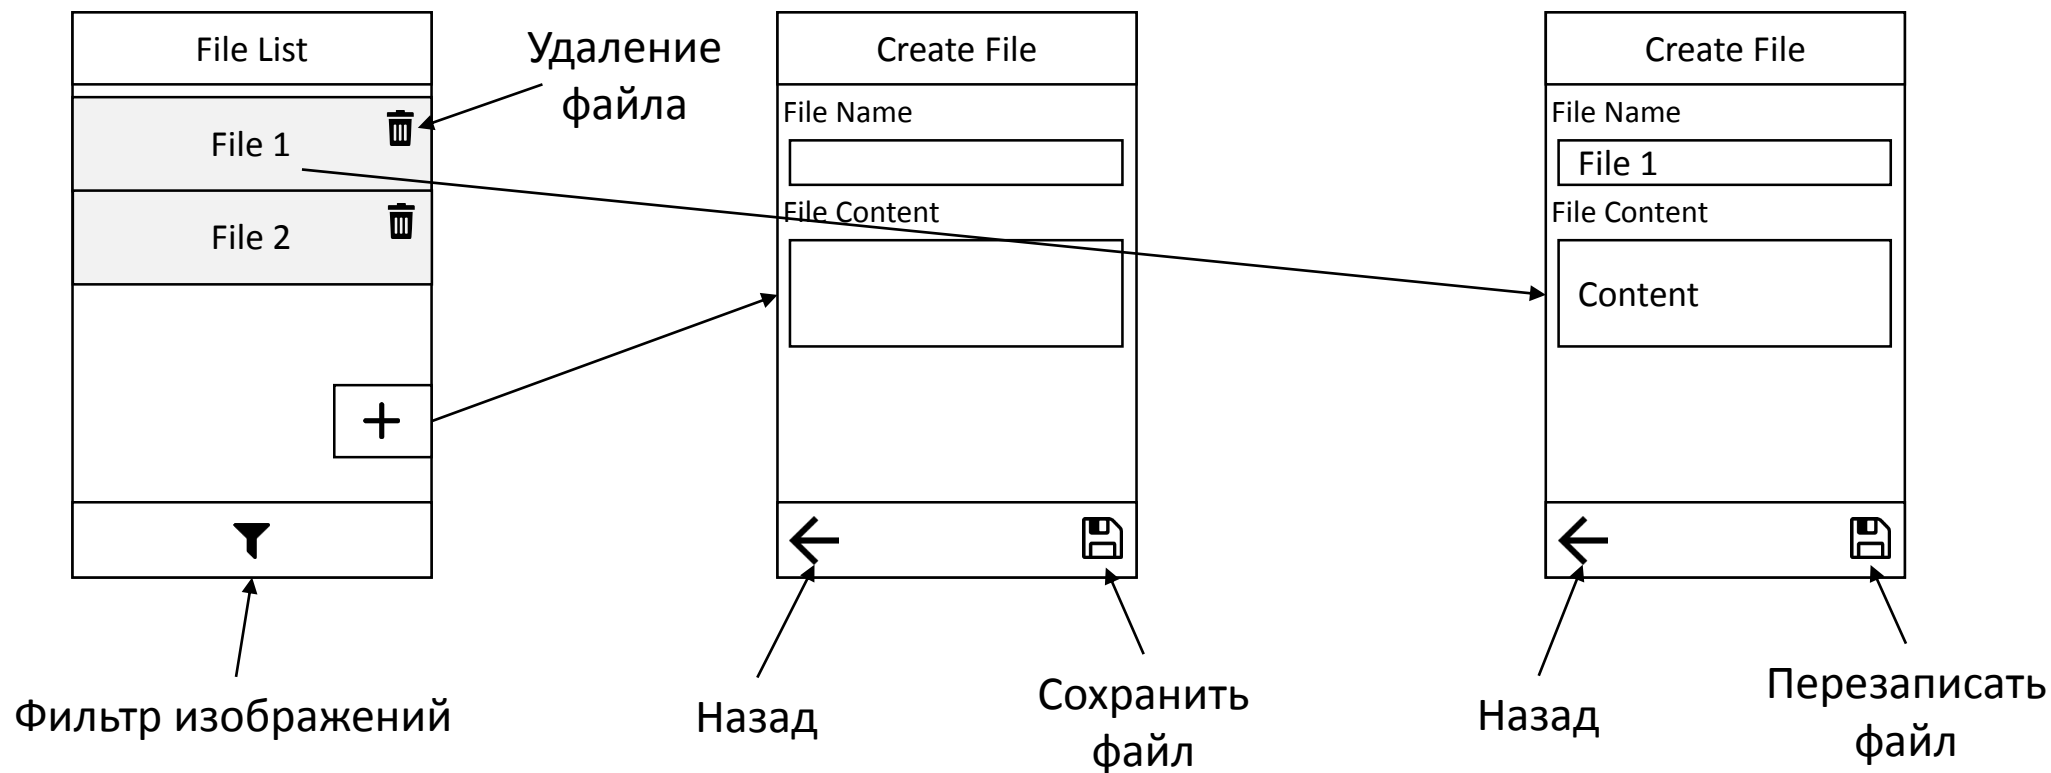 File List
File 1
File 2
Удаление
файла
Фильтр изображений
Create File
File Name
File Content
Назад
Сохранить
файл
Create File
File Name
File 1
File Content
Content
Назад
Перезаписать
файл